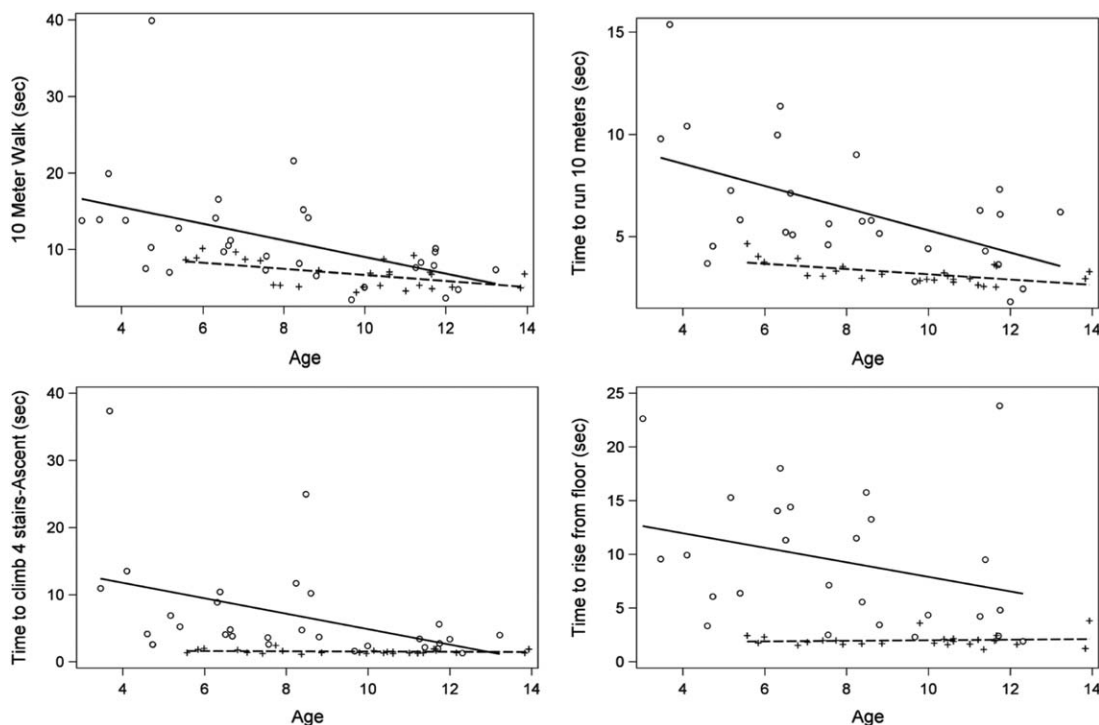 10 Meter Walk (sec)
40
30
20
10
4 6 8 10 12 14
Age
Time to run 10 meters (sec)
15
10
5
4 6 8 10 12 14
Age
Time to climb 4 stairs-Ascent (sec)
40
30
20
10
0
4 6 8 10 12 14
Age
Time to rise from floor (sec)
25
20
15
10
5
0
4 6 8 10 12 14
Age